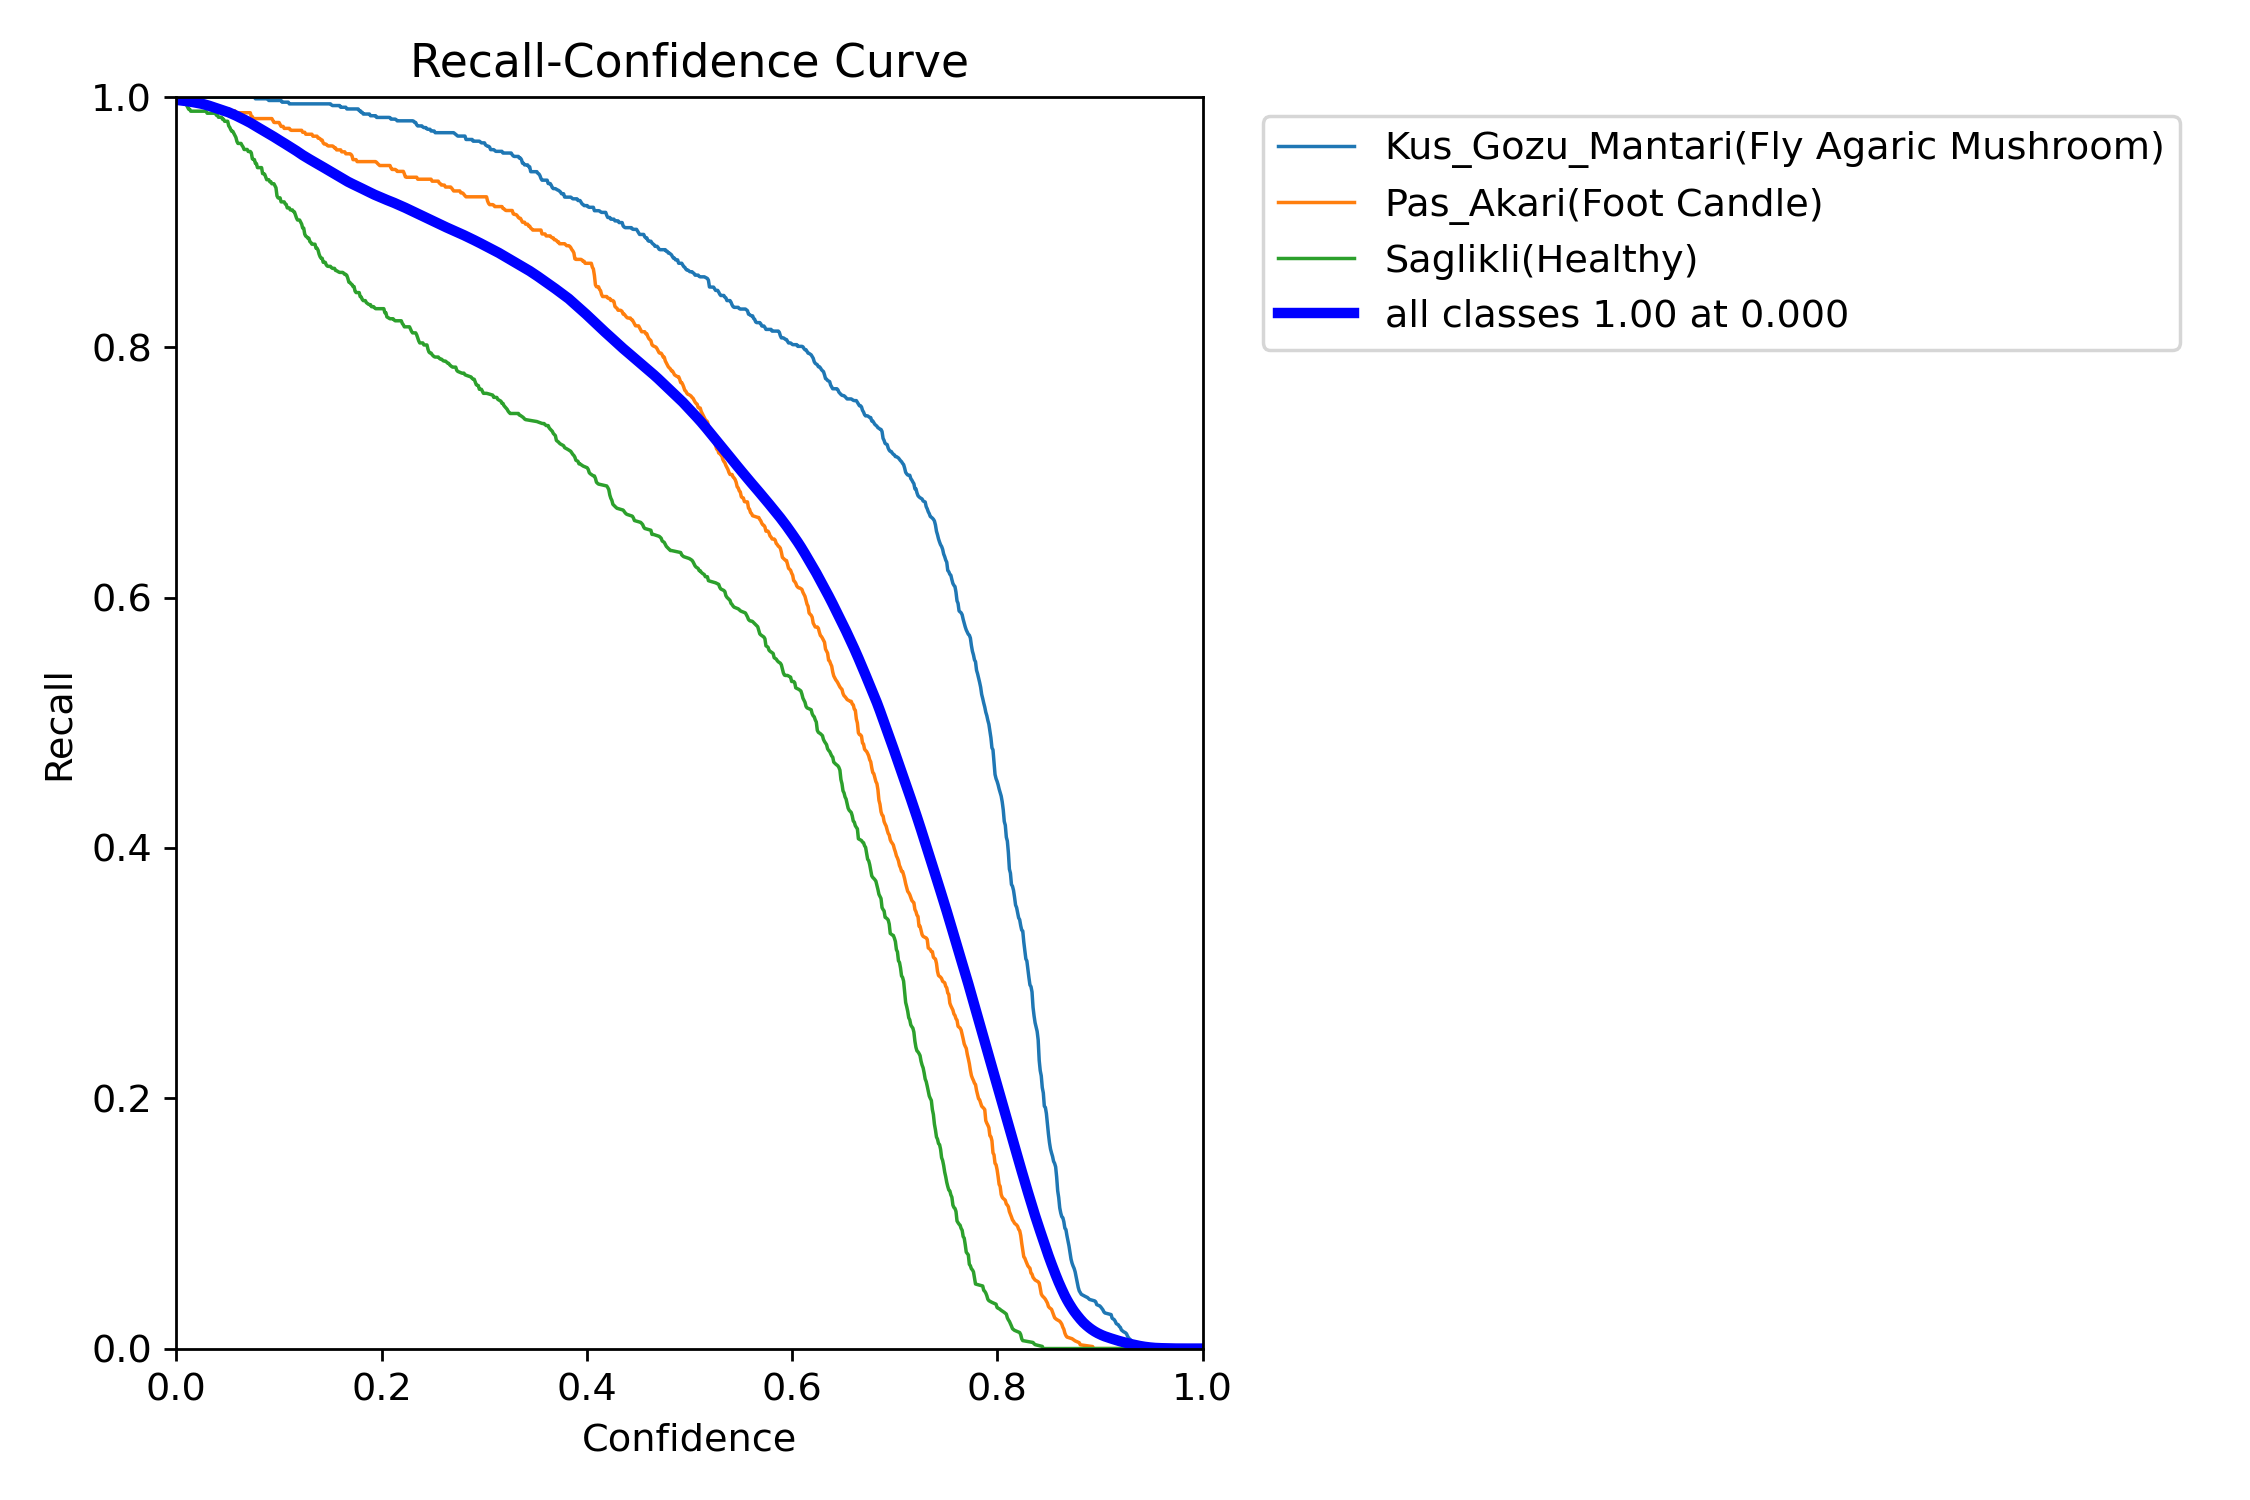 Recall-Confidence Curve
1.0
0.8
0.6
0.4
0.2
0.0
Recall
0.0 0.2 0.4 0.6 0.8 1.0
Confidence
Kus_Gozu_Mantari(Fly Agaric Mushroom)
Pas_Akari(Foot Candle)
Saglikli(Healthy)
all classes 1.00 at 0.000